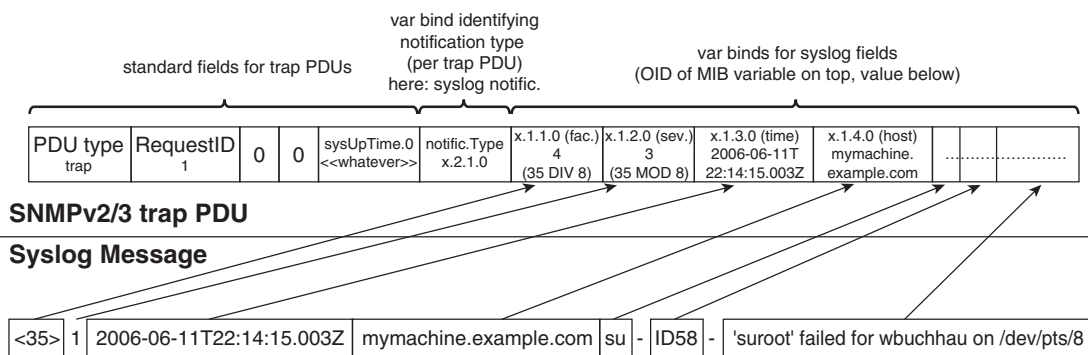 var bind identifying
notification type
(per trap PDU)
here: syslog notific.
standard fields for trap PDUs
var binds for syslog fields
(OID of MIB variable on top, value below)
PDU type
trap
RequestID
1
0
0
sysUpTime.0
<<whatever>>
notific.Type
x.2.1.0
x.1.1.0 (fac.)
4
(35 DIV 8)
x.1.2.0 (sev.)
3
(35 MOD 8)
x.1.3.0 (time)
2006-06-11T
22:14:15.003Z
x.1.4.0 (host)
mymachine.
example.com
........................
SNMPv2/3 trap PDU
Syslog Message
<35> 1 2006-06-11T22:14:15.003Z mymachine.example.com su - ID58 - 'suroot' failed for wbuchhau on /dev/pts/8